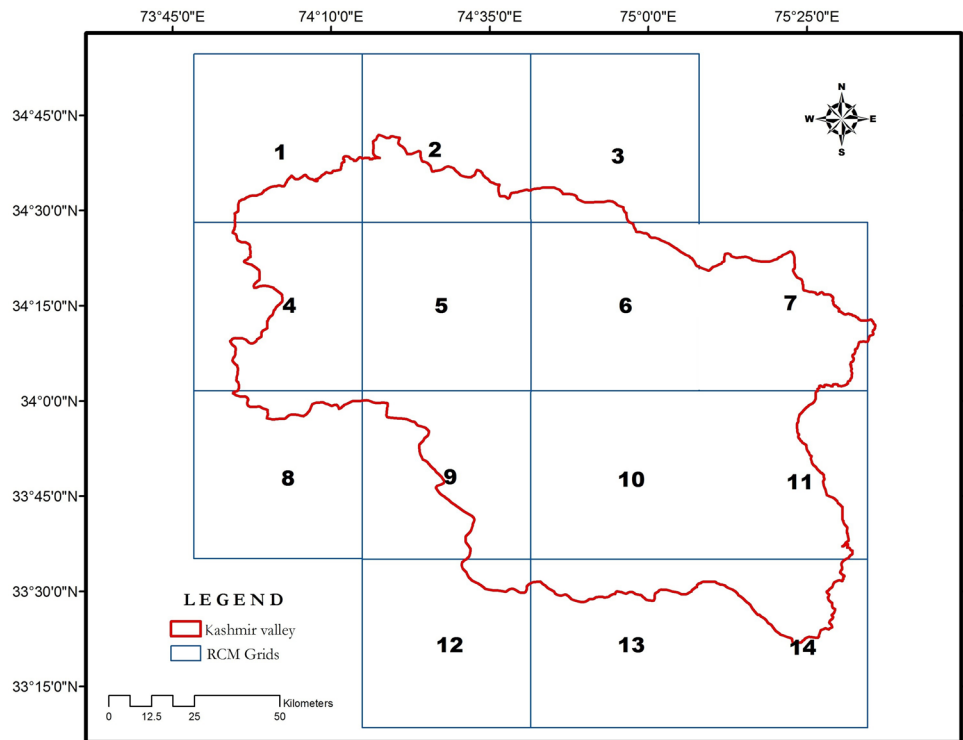 73°45'0"E 74°10'0"E 74°35'0"E 75°0'0"E 75°25'0"E
34°45'0"N
34°30'0"N
34°15'0"N
34°0'0"N
33°45'0"N
33°30'0"N
33°15'0"N
N
W E
S
1 2 3
4 5 6 7
8 9 10 11
12 13 14
LEGEND
Kashmir valley
RCM Grids
Kilometers
0 12.5 25 50